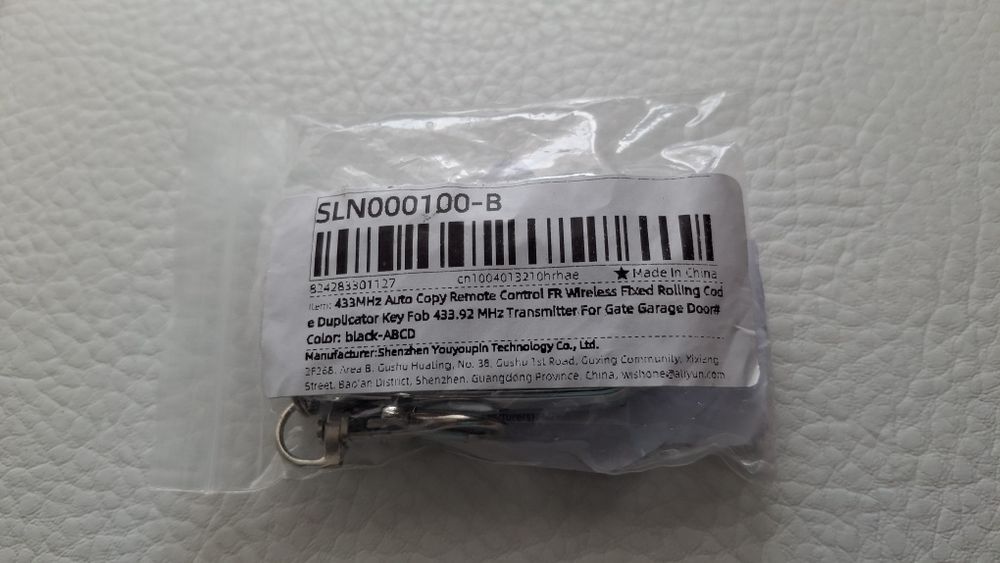 SLN000100-B
824283301127 cn1004013210hrhae ★ Made In China
Item: 433MHz Auto Copy Remote Control FR Wireless Fixed Rolling Cod
e Duplicator Key Fob 433.92 MHz Transmitter For Gate Garage Door#
Color: black-ABCD
Manufacturer:Shenzhen Youyoupin Technology Co., Ltd.
2F268, Area B, Gushu Huating, No. 38, Gushu 1st Road, Guxing Community, Xixiang
Street, Bao'an District, Shenzhen, Guangdong Province, China, wishone@aliyun.com